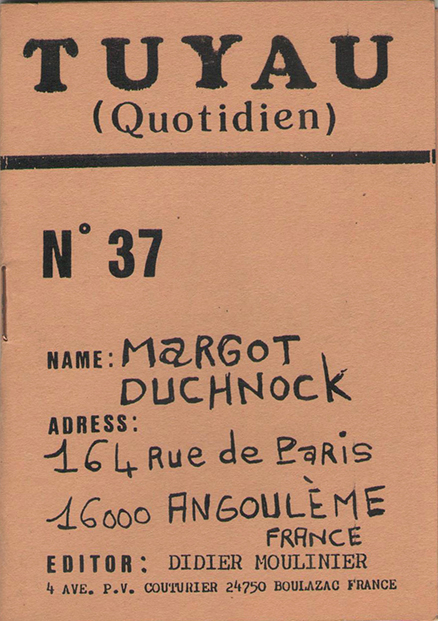 TUYAU
(Quotidien)
N° 37
NAME: MaRGOT
DUCHNOCK
ADRESS:
164 Rue de Paris
16000 ANGOULÈME
FRANCE
EDITOR: DIDIER MOULINIER
4 AVE. P.V. COUTURIER 24750 BOULAZAC FRANCE